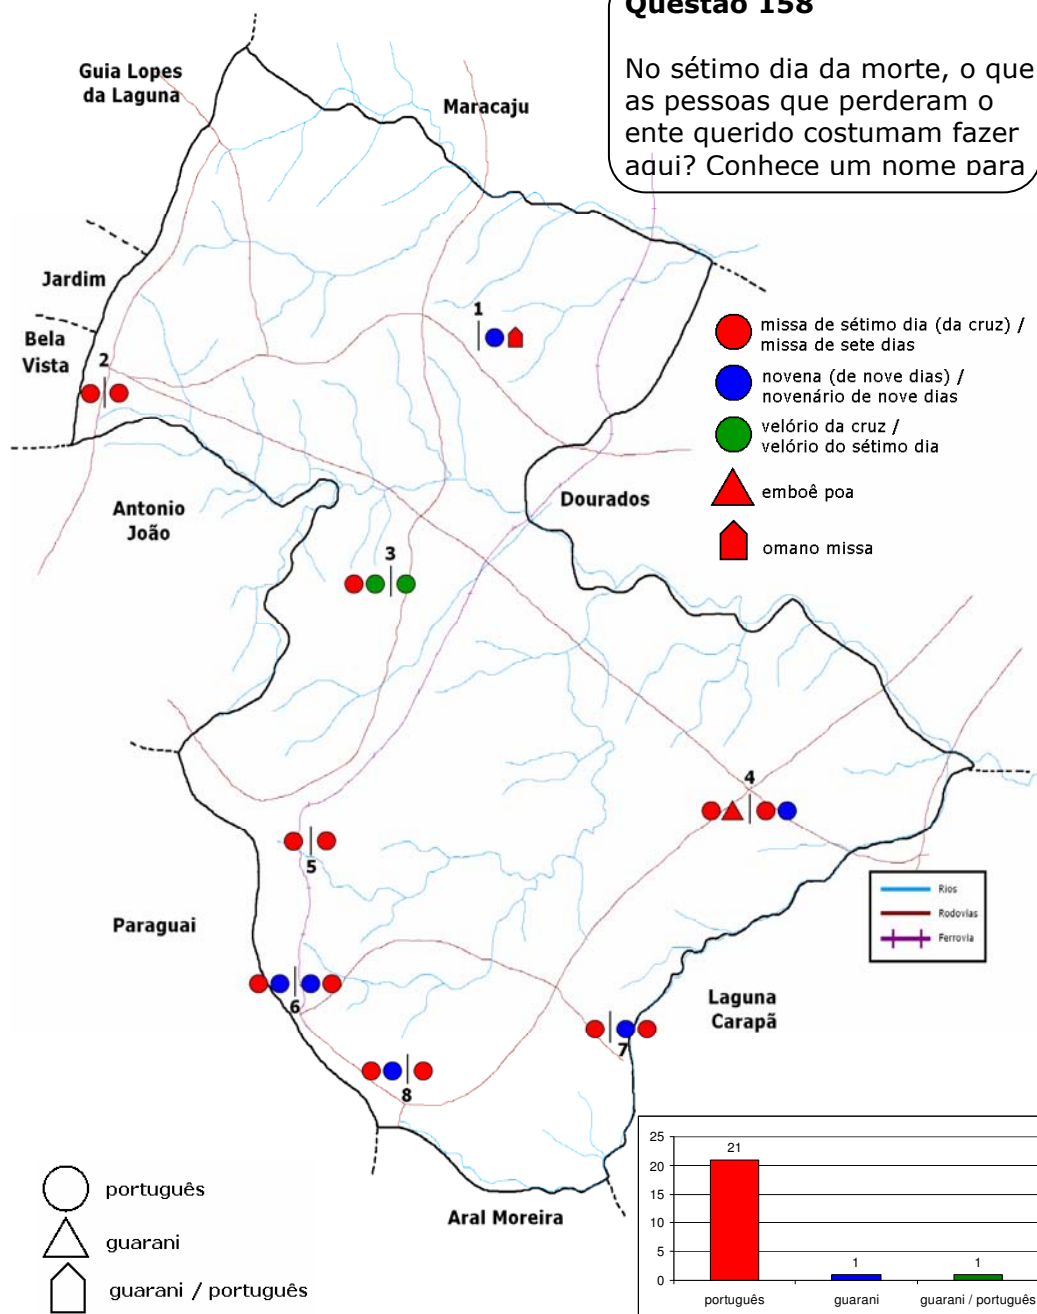 Questão 158
No sétimo dia da morte, o que
as pessoas que perderam o
ente querido costumam fazer
aqui? Conhece um nome para
Guia Lopes
da Laguna
Maracaju
Jardim
Bela
Vista
1
2
missa de sétimo dia (da cruz) /
missa de sete dias
novena (de nove dias) /
novenário de nove dias
velório da cruz /
velório do sétimo dia
emboê poa
omano missa
Antonio
João
Dourados
3
4
5
Rios
Rodovias
Ferrovia
Paraguai
6
Laguna
Carapã
7
8
português
guarani
guarani / português
Aral Moreira
25
20
15
10
5
0
21
1
1
português
guarani
guarani / português